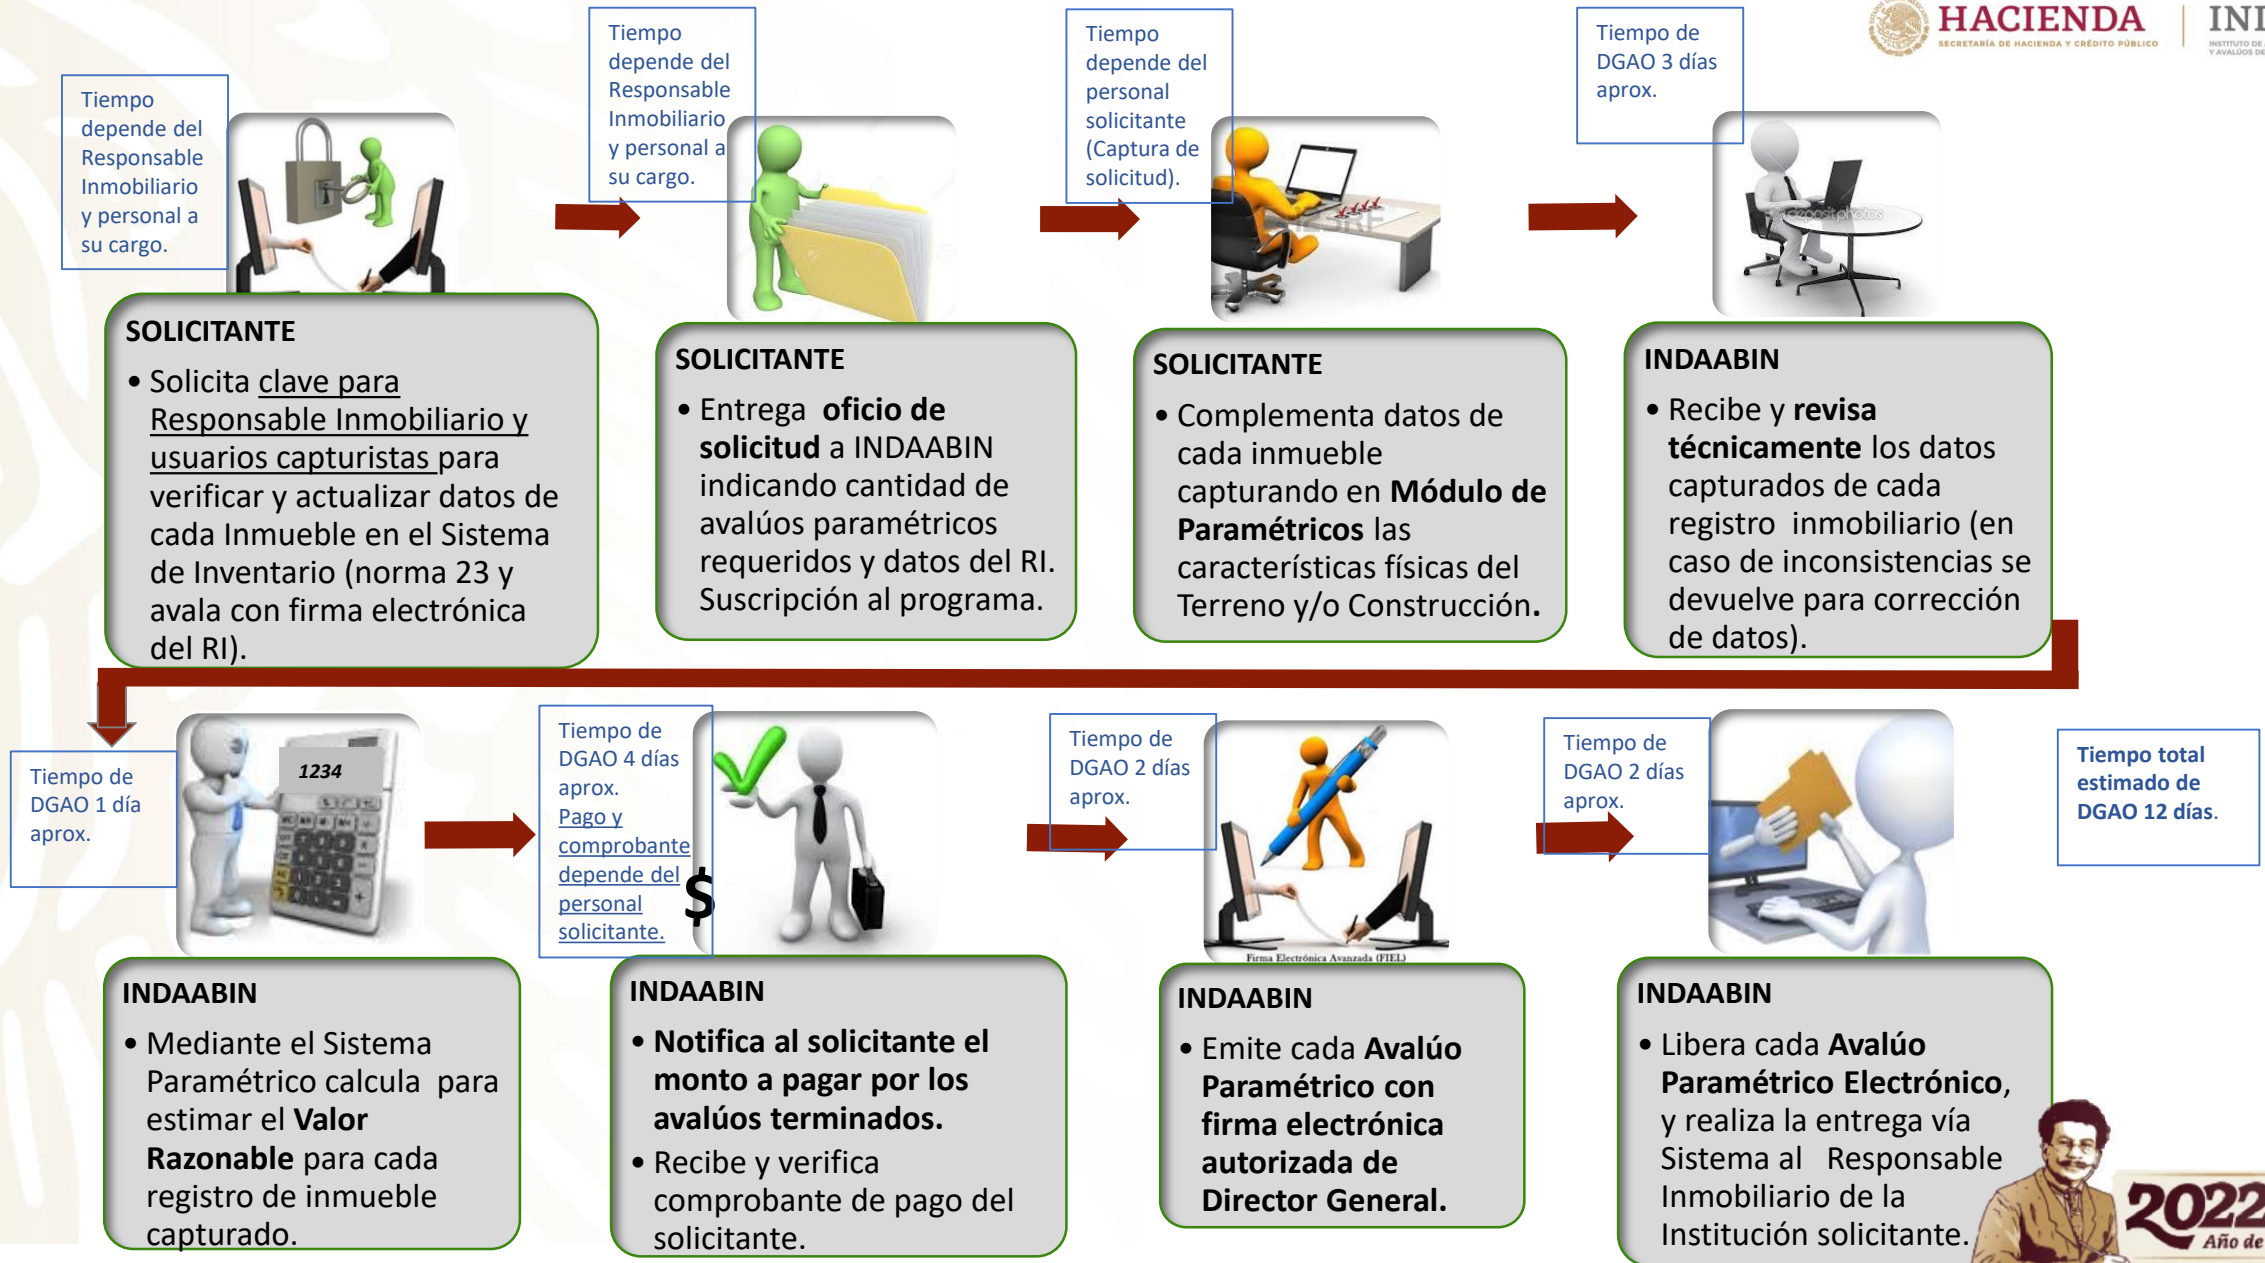 HACIENDA
SECRETARÍA DE HACIENDA Y CRÉDITO PÚBLICO
INSTITUTO DE
Y AVALÚOS DE
Tiempo
depende del
Responsable
Inmobiliario
y personal a
su cargo.
SOLICITANTE
• Solicita clave para
Responsable Inmobiliario y
usuarios capturistas para
verificar y actualizar datos de
cada Inmueble en el Sistema
de Inventario (norma 23 y
avala con firma electrónica
del RI).
Tiempo
depende del
Responsable
Inmobiliario
y personal a
su cargo.
SOLICITANTE
• Entrega oficio de
solicitud a INDAABIN
indicando cantidad de
avalúos paramétricos
requeridos y datos del RI.
Suscripción al programa.
Tiempo
depende del
personal
solicitante
(Captura de
solicitud).
SOLICITANTE
• Complementa datos de
cada inmueble
capturando en Módulo de
Paramétricos las
características físicas del
Terreno y/o Construcción.
Tiempo de
DGAO 3 días
aprox.
depositphotos
INDAABIN
• Recibe y revisa
técnicamente los datos
capturados de cada
registro inmobiliario (en
caso de inconsistencias se
devuelve para corrección
de datos).
Tiempo de
DGAO 1 día
aprox.
1234
INDAABIN
• Mediante el Sistema
Paramétrico calcula para
estimar el Valor
Razonable para cada
registro de inmueble
capturado.
Tiempo de
DGAO 4 días
aprox.
Pago y
comprobante
depende del
personal
solicitante.
$
INDAABIN
• Notifica al solicitante el
monto a pagar por los
avalúos terminados.
• Recibe y verifica
comprobante de pago del
solicitante.
Tiempo de
DGAO 2 días
aprox.
Firma Electrónica Avanzada (FIEL)
INDAABIN
• Emite cada Avalúo
Paramétrico con
firma electrónica
autorizada de
Director General.
Tiempo de
DGAO 2 días
aprox.
INDAABIN
• Libera cada Avalúo
Paramétrico Electrónico,
y realiza la entrega vía
Sistema al Responsable
Inmobiliario de la
Institución solicitante.
Tiempo total
estimado de
DGAO 12 días.
2022
Año de